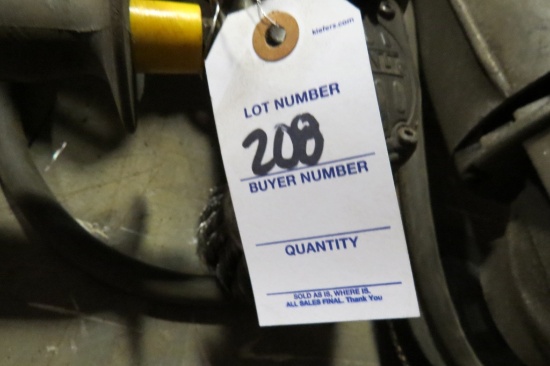 kiefers.com
LOT NUMBER
208
BUYER NUMBER
QUANTITY
SOLD AS IS, WHERE IS.
ALL SALES FINAL. Thank You